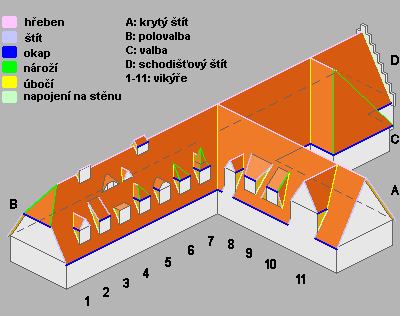 hřeben
štít
okap
nároží
úbočí
napojení na stěnu
A: krytý štít
B: polovalba
C: valba
D: schodišťový štít
1-11: vikýře
D
C
A
B
1
2
3
4
5
6
7
8
9
10
11